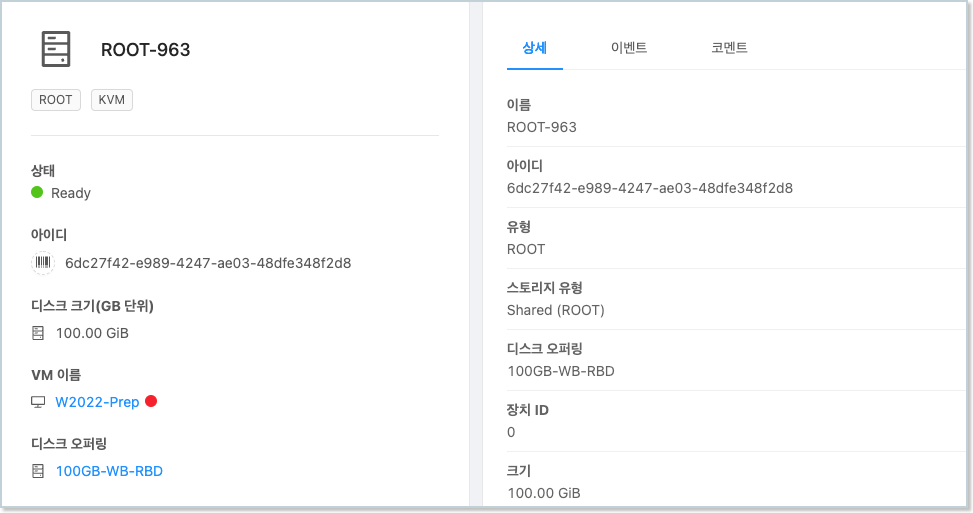 ROOT-963
ROOT
KVM
상태
Ready
아이디
6dc27f42-e989-4247-ae03-48dfe348f2d8
디스크 크기(GB 단위)
100.00 GiB
VM 이름
W2022-Prep
디스크 오퍼링
100GB-WB-RBD
상세
이벤트
코멘트
이름
ROOT-963
아이디
6dc27f42-e989-4247-ae03-48dfe348f2d8
유형
ROOT
스토리지 유형
Shared (ROOT)
디스크 오퍼링
100GB-WB-RBD
장치 ID
0
크기
100.00 GiB